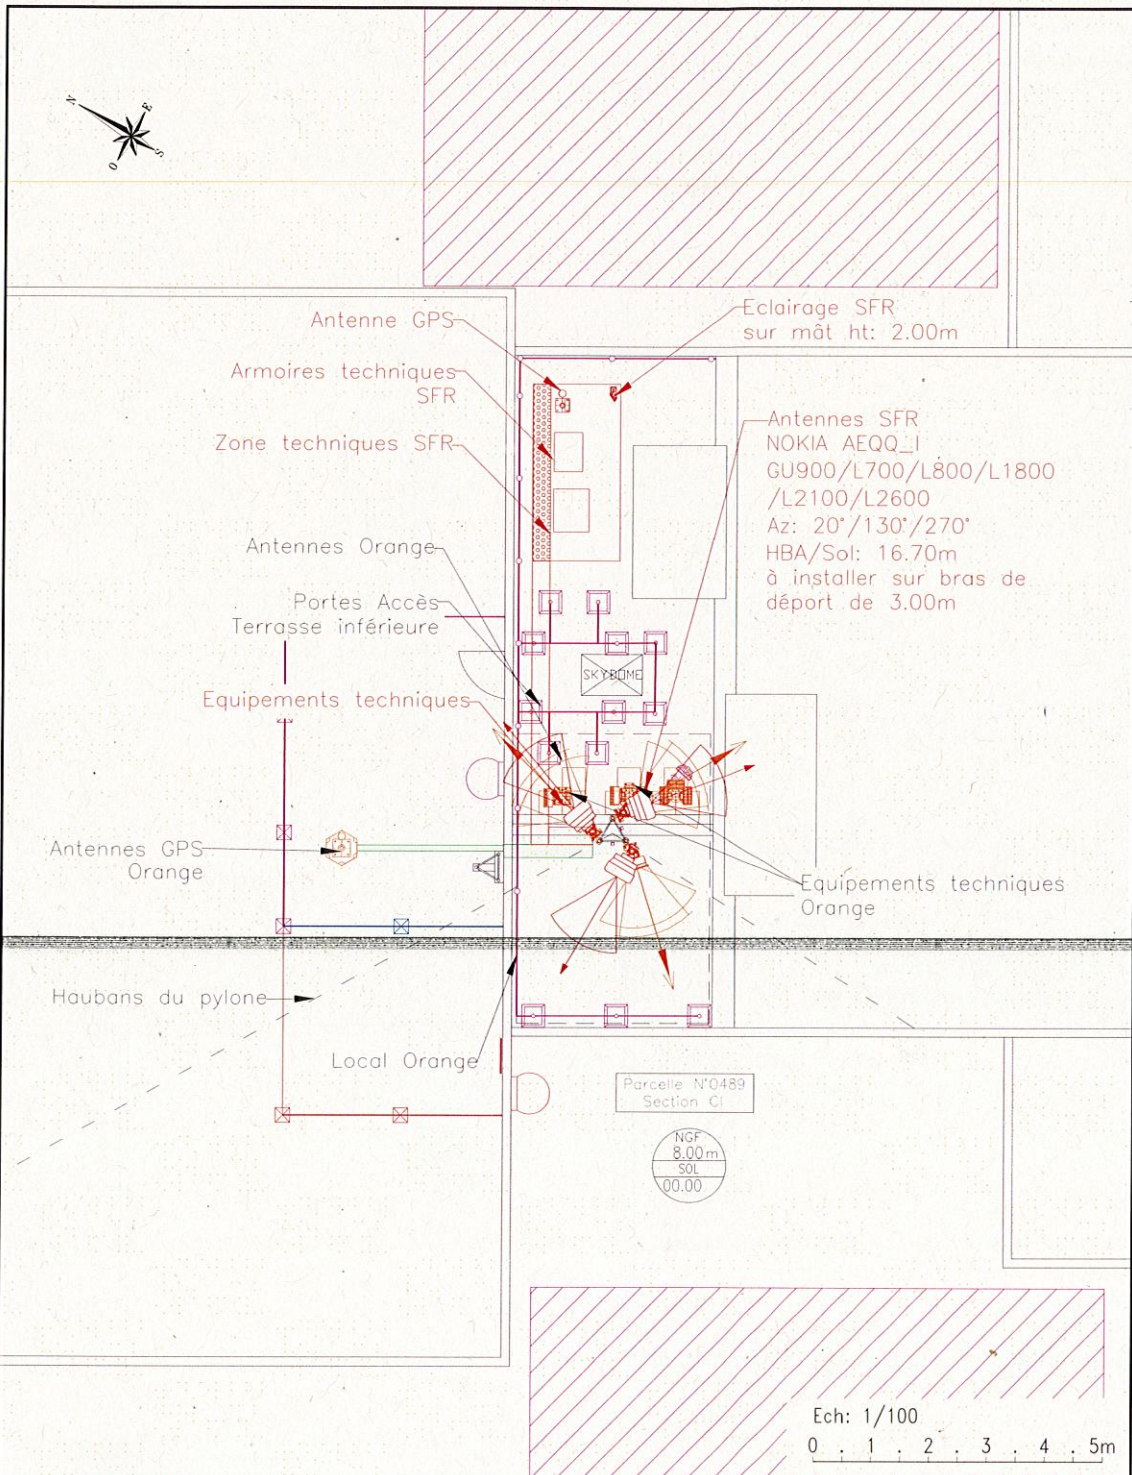 N
E
O
S
Antenne GPS
Eclairage SFR
sur mât ht: 2.00m
Armoires techniques
SFR
Zone techniques SFR
Antennes SFR
NOKIA AEQQ_I
GU900/L700/L800/L1800
/L2100/L2600
Az: 20°/130°/270°
HBA/Sol: 16.70m
à installer sur bras de
déport de 3.00m
Antennes Orange
Portes Accès
Terrasse inférieure
SKYDOME
Equipements techniques
Antennes GPS
Orange
Equipements techniques
Orange
Haubans du pylone
Local Orange
Parcelle N°0489
Section CI
NGF
8.00m
SOL
00.00
Ech: 1/100
0 . 1 . 2 . 3 . 4 . 5m